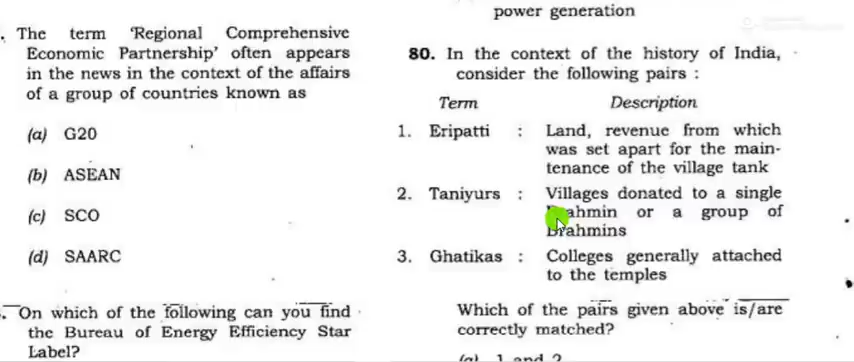 . The term 'Regional Comprehensive
Economic Partnership' often appears
in the news in the context of the affairs
of a group of countries known as
(a) G20
(b) ASEAN
(c) SCO
(d) SAARC
. On which of the following can you find
the Bureau of Energy Efficiency Star
Label?
power generation
80. In the context of the history of India,
consider the following pairs :
Term Description
1. Eripatti : Land, revenue from which
was set apart for the main-
tenance of the village tank
2. Taniyurs : Villages donated to a single
Brahmin or a group of
Brahmins
3. Ghatikas : Colleges generally attached
to the temples
Which of the pairs given above is/are
correctly matched?
(a) 1 and 2